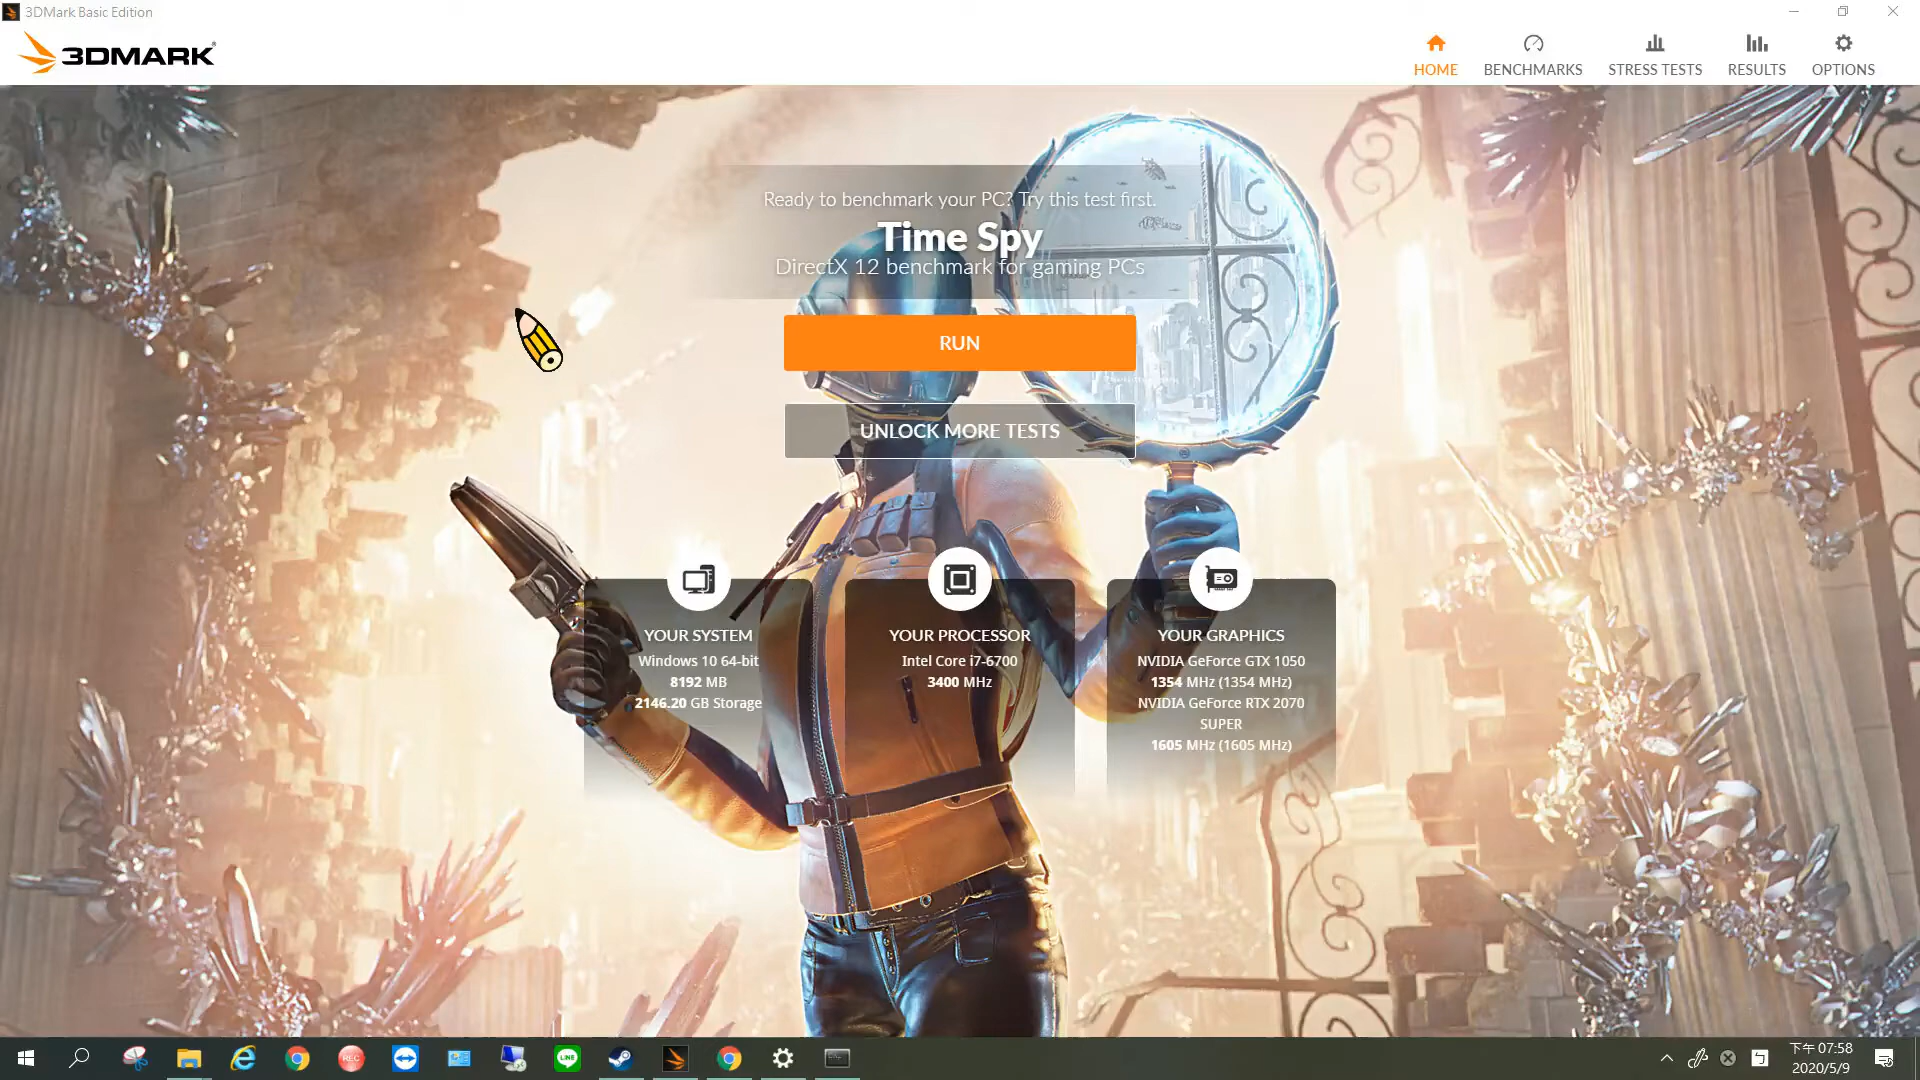 3DMark Basic Edition
3DMARK®
HOME
BENCHMARKS
STRESS TESTS
RESULTS
OPTIONS
Ready to benchmark your PC? Try this test first.
Time Spy
DirectX 12 benchmark for gaming PCs
RUN
UNLOCK MORE TESTS
YOUR SYSTEM
Windows 10 64-bit
8192 MB
2146.20 GB Storage
YOUR PROCESSOR
Intel Core i7-6700
3400 MHz
YOUR GRAPHICS
NVIDIA GeForce GTX 1050
1354 MHz (1354 MHz)
NVIDIA GeForce RTX 2070
SUPER
1605 MHz (1605 MHz)
REC
LINE
ㄅ
下午 07:58
2020/5/9